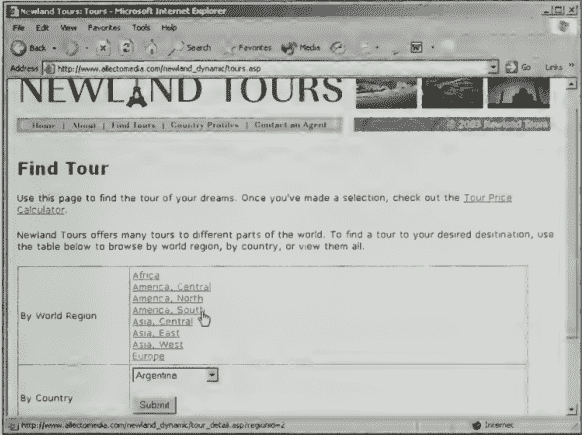 Newland Tours: Tours - Microsoft Internet Explorer
File Edit View Favorites Tools Help
Back Search Favorites Media
Address http://www.allectomedia.com/newland_dynamic/tours.asp Go Links »
NEWLAND TOURS
Home | About | Find Tours | Country Profiles | Contact an Agent © 2003 Newland Tours
Find Tour
Use this page to find the tour of your dreams. Once you've made a selection, check out the Tour Price
Calculator.
Newland Tours offers many tours to different parts of the world. To find a tour to your desired desitination, use
the table below to browse by world region, by country, or view them all.
Africa
America, Central
America, North
America, South
By World Region
Asia, Central
Asia, East
Asia, West
Europe
Argentina
By Country
Submit
http://www.allectomedia.com/newland_dynamic/tour_detail.asp?regionid=2 Internet